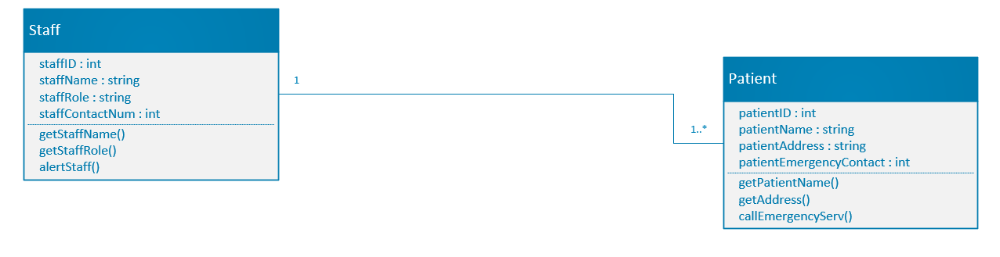 Staff
staffID : int
staffName : string
staffRole : string
staffContactNum : int
getStaffName()
getStaffRole()
alertStaff()
1
1..*
Patient
patientID : int
patientName : string
patientAddress : string
patientEmergencyContact : int
getPatientName()
getAddress()
callEmergencyServ()